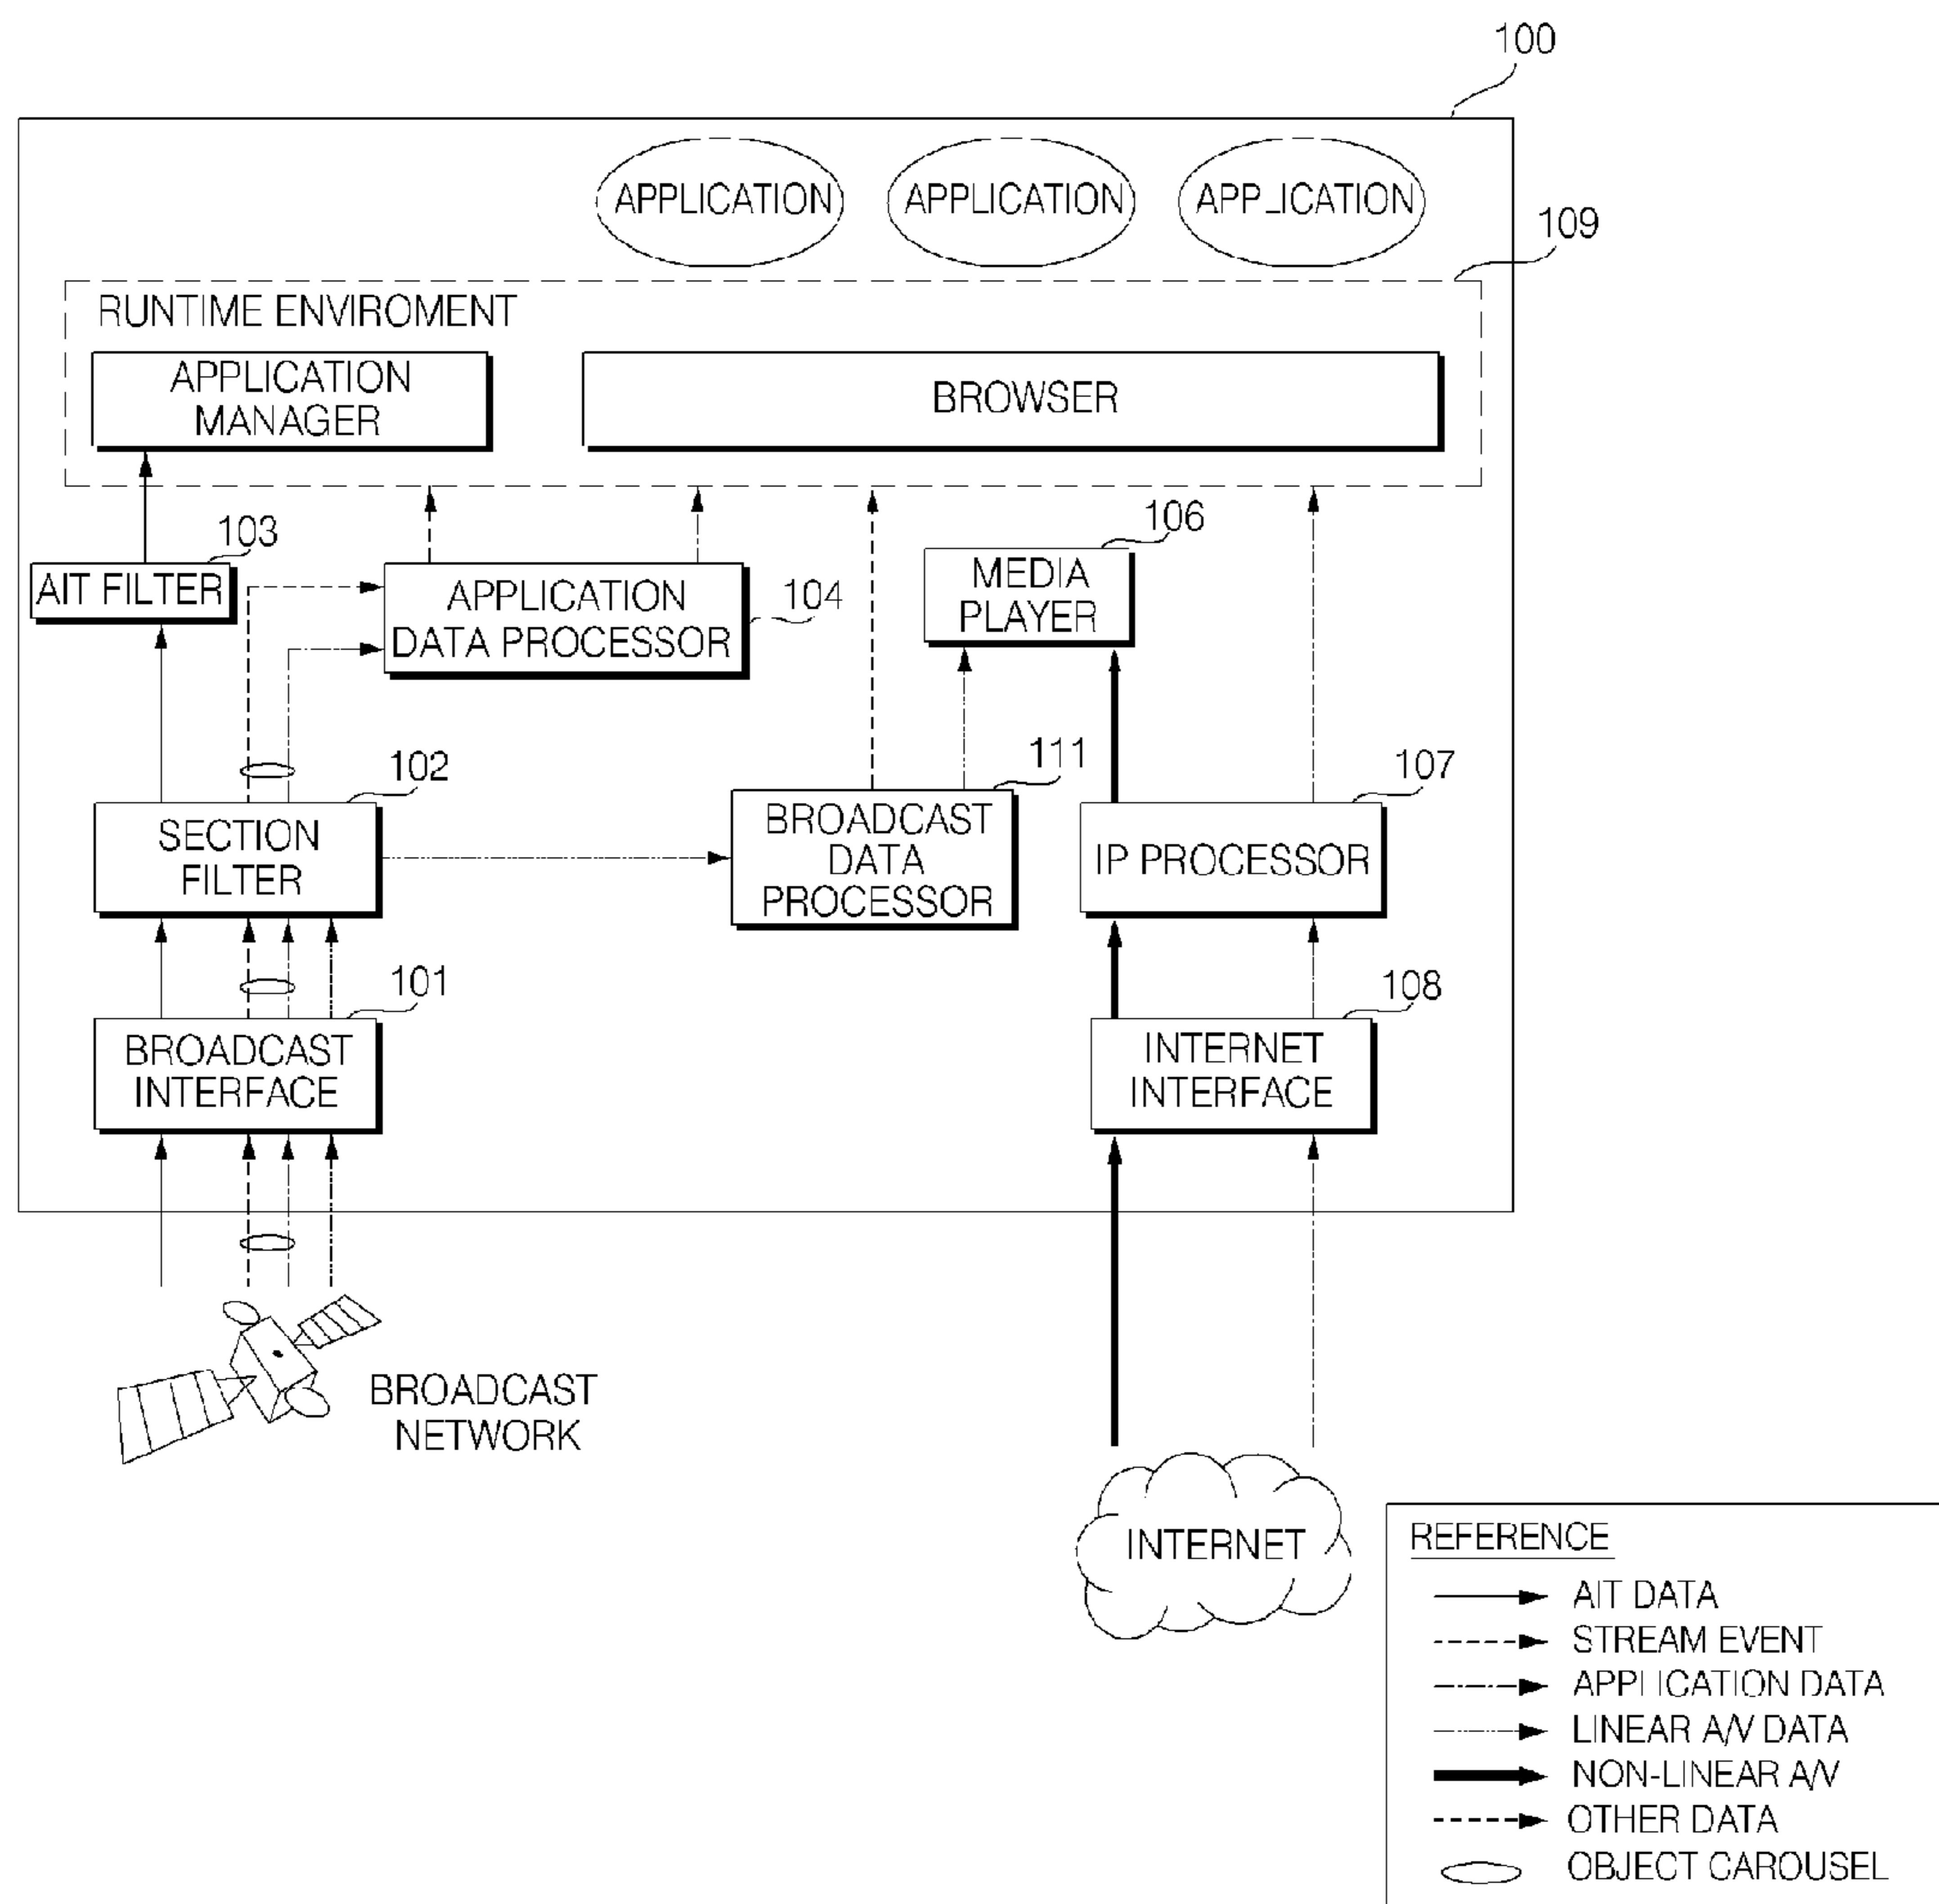 100
APPLICATION
APPLICATION
APPLICATION
109
RUNTIME ENVIROMENT
APPLICATION
MANAGER
BROWSER
103
AIT FILTER
APPLICATION
DATA PROCESSOR
104
106
MEDIA
PLAYER
102
SECTION
FILTER
111
BROADCAST
DATA
PROCESSOR
107
IP PROCESSOR
101
BROADCAST
INTERFACE
108
INTERNET
INTERFACE
BROADCAST
NETWORK
INTERNET
REFERENCE
AIT DATA
STREAM EVENT
APPLICATION DATA
LINEAR A/V DATA
NON-LINEAR A/V
OTHER DATA
OBJECT CAROUSEL